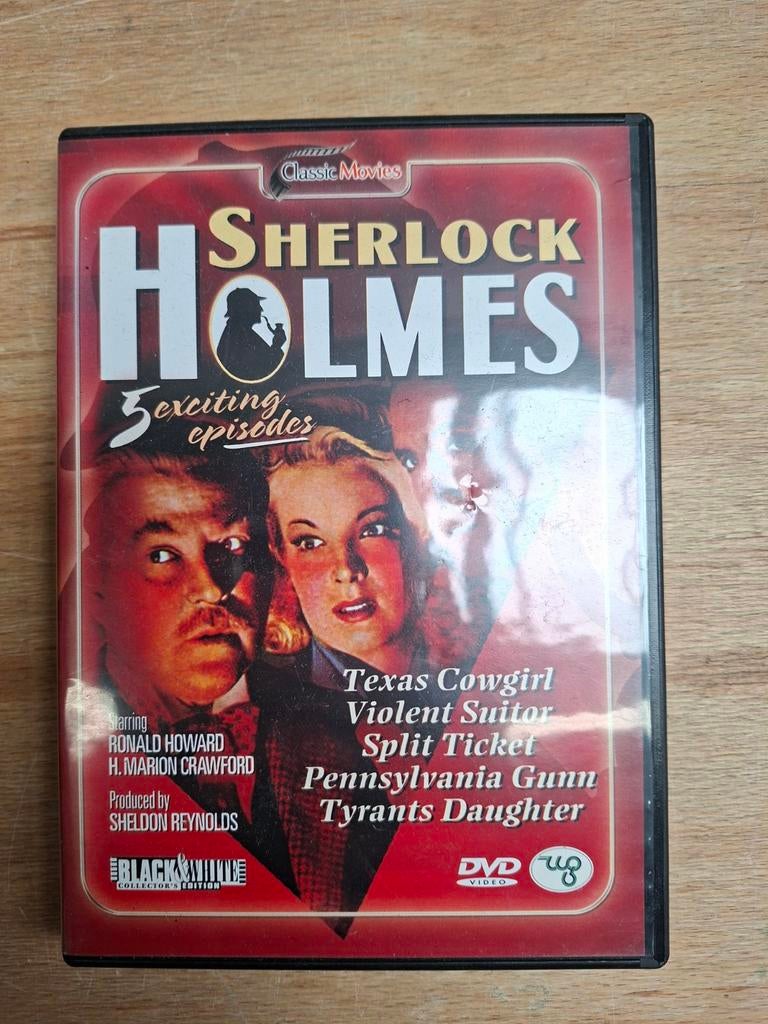 Classic Movies
SHERLOCK
HOLMES
5 exciting
episodes
Texas Cowgirl
Violent Suitor
Split Ticket
Pennsylvania Gunn
Tyrants Daughter
Starring
RONALD HOWARD
H. MARION CRAWFORD
Produced by
SHELDON REYNOLDS
BLACK & WHITE
COLLECTOR'S EDITION
DVD
VIDEO